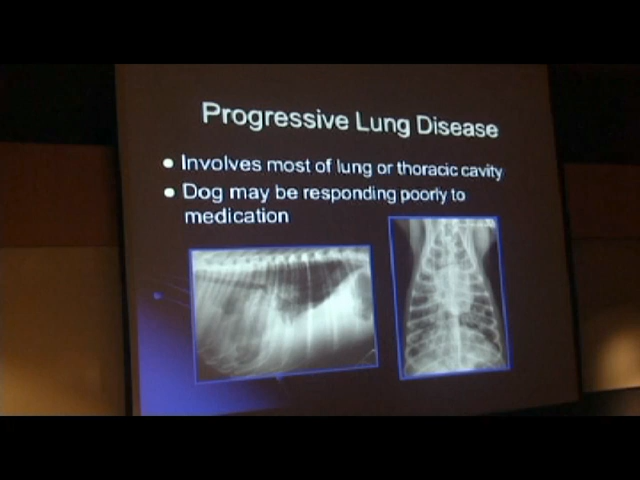 Progressive Lung Disease
Involves most of lung or thoracic cavity
Dog may be responding poorly to
medication